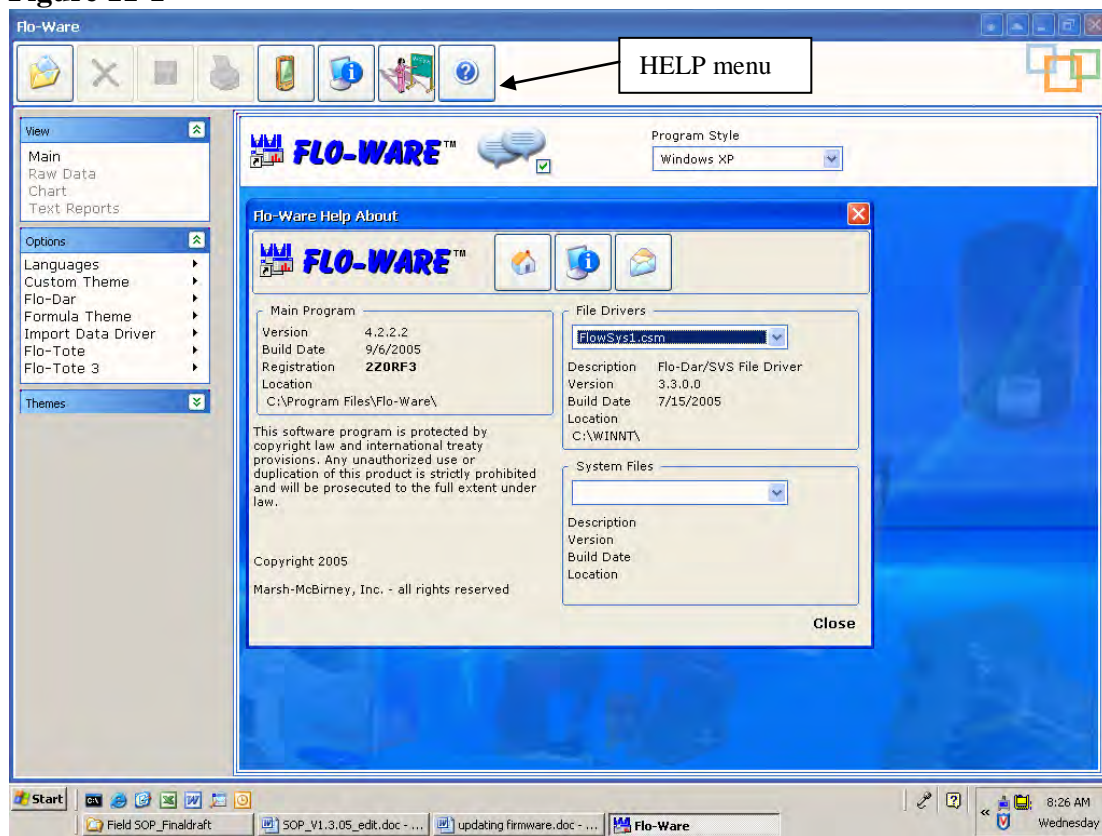 Flo-Ware
HELP menu
View
Main
Raw Data
Chart
Text Reports
Options
Languages
Custom Theme
Flo-Dar
Formula Theme
Import Data Driver
Flo-Tote
Flo-Tote 3
Themes
FLO-WARE™
Program Style
Windows XP
Flo-Ware Help About
FLO-WARE™
Main Program
Version 4.2.2.2
Build Date 9/6/2005
Registration 2Z0RF3
Location
C:\Program Files\Flo-Ware\
This software program is protected by
copyright law and international treaty
provisions. Any unauthorized use or
duplication of this product is strictly prohibited
and will be prosecuted to the full extent under
law.
Copyright 2005
Marsh-McBirney, Inc. - all rights reserved
File Drivers
FlowSys1.csm
Description Flo-Dar/SVS File Driver
Version 3.3.0.0
Build Date 7/15/2005
Location
C:\WINNT\
System Files
Description
Version
Build Date
Location
Close
Start
8:26 AM
Wednesday
Field SOP_Finaldraft
SOP_V1.3.05_edit.doc - ...
updating firmware.doc - ...
Flo-Ware